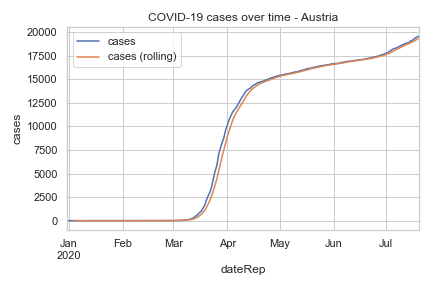 COVID-19 cases over time - Austria
cases
cases (rolling)
20000
17500
15000
12500
10000
7500
5000
2500
0
cases
Jan Feb Mar Apr May Jun Jul
2020
dateRep